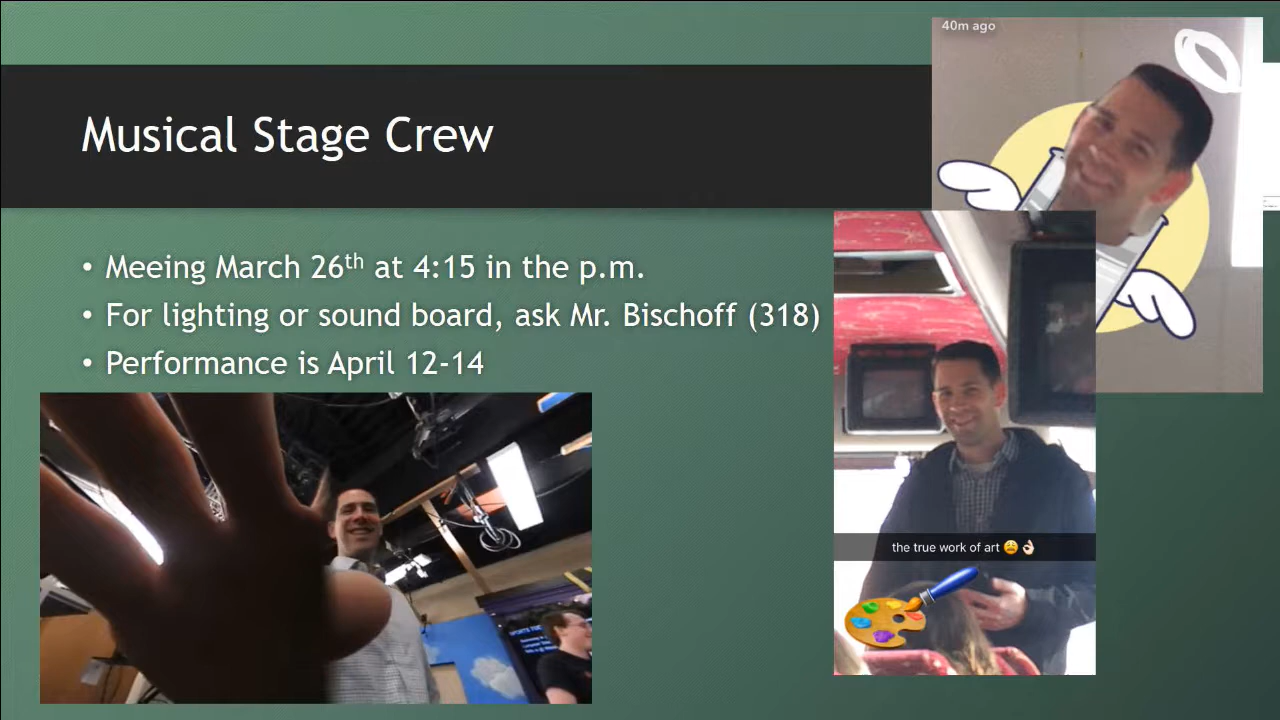 40m ago
Musical Stage Crew
• Meeing March 26th at 4:15 in the p.m.
• For lighting or sound board, ask Mr. Bischoff (318)
• Performance is April 12-14
the true work of art 😩👌🏻
SPORTS